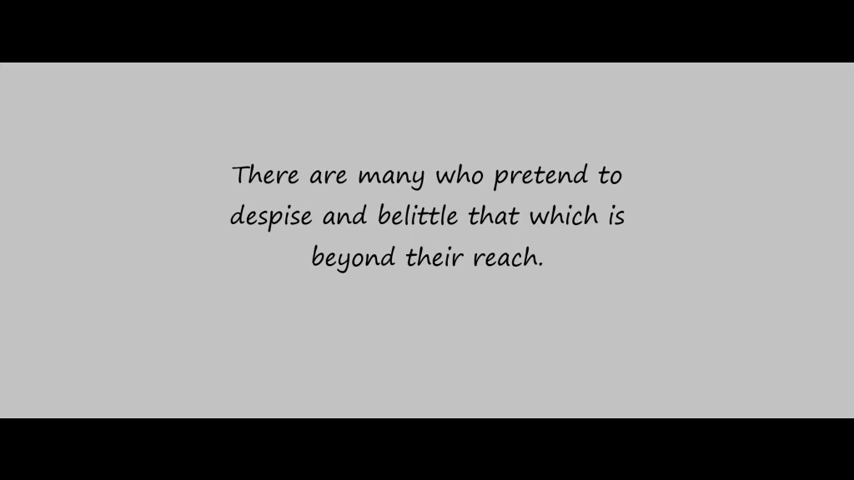 There are many who pretend to
despise and belittle that which is
beyond their reach.